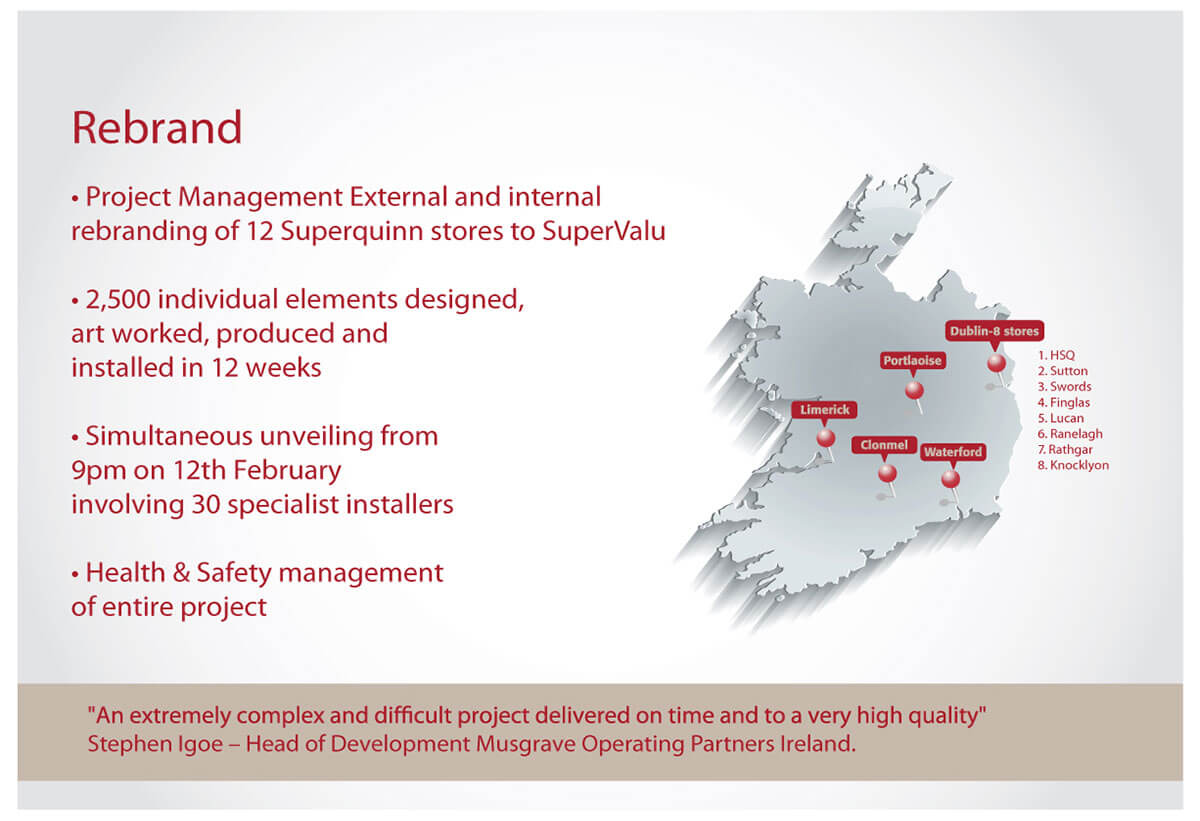 Rebrand
• Project Management External and internal
rebranding of 12 Superquinn stores to SuperValu
• 2,500 individual elements designed,
art worked, produced and
installed in 12 weeks
• Simultaneous unveiling from
9pm on 12th February
involving 30 specialist installers
• Health & Safety management
of entire project
Dublin-8 stores
Portlaoise
Limerick
Clonmel
Waterford
1. HSQ
2. Sutton
3. Swords
4. Finglas
5. Lucan
6. Ranelagh
7. Rathgar
8. Knocklyon
"An extremely complex and difficult project delivered on time and to a very high quality"
Stephen Igoe – Head of Development Musgrave Operating Partners Ireland.